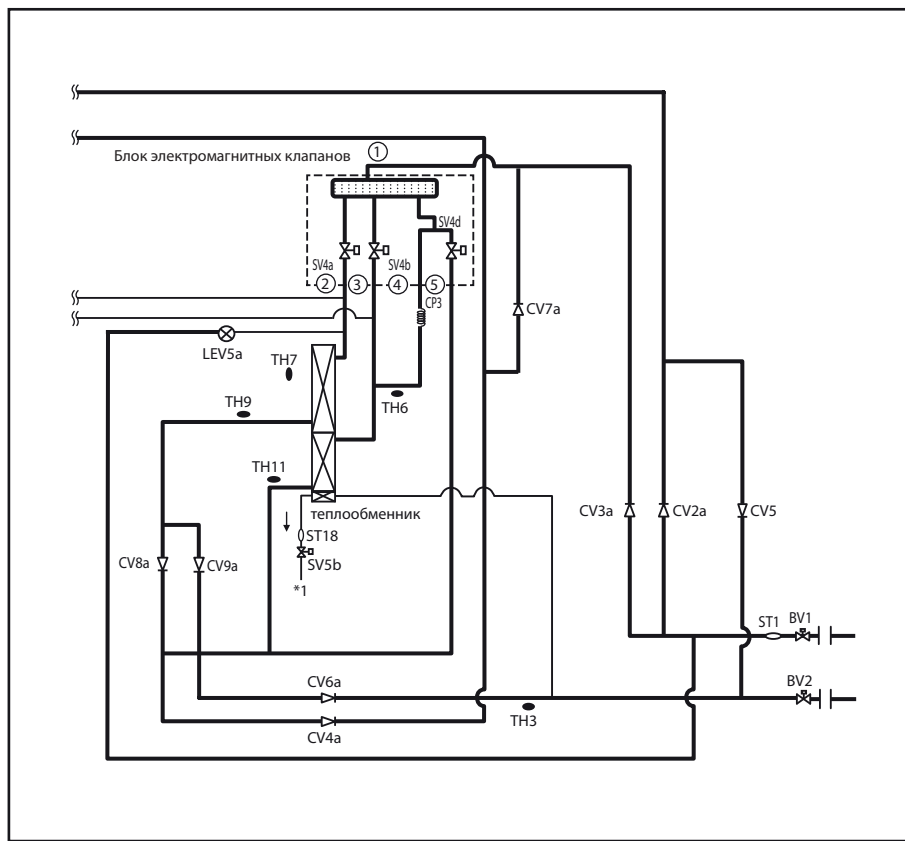 Блок электромагнитных клапанов
1
SV4d
SV4a
SV4b
2
3
4
5
CP3
CV7a
LEV5a
TH7
TH6
TH9
TH11
теплообменник
ST18
SV5b
*1
CV8a
CV9a
CV3a
CV2a
CV5
ST1
BV1
CV6a
BV2
TH3
CV4a